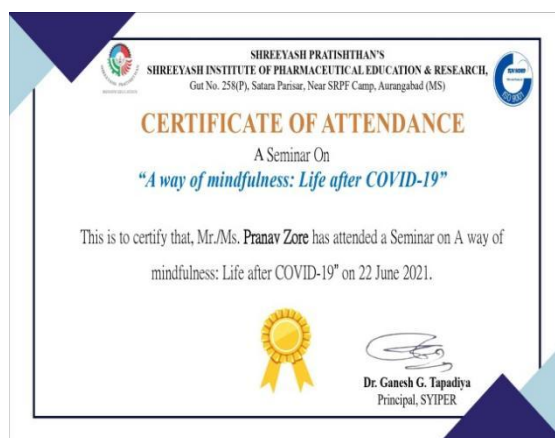 SHREEYASH PRATISHTHAN'S
SHREEYASH INSTITUTE OF PHARMACEUTICAL EDUCATION & RESEARCH,
Gut No. 258(P), Satara Parisar, Near SRPF Camp, Aurangabad (MS)
CERTIFICATE OF ATTENDANCE
A Seminar On
“A way of mindfulness: Life after COVID-19”
This is to certify that, Mr./Ms. Pranav Zore has attended a Seminar on A way of
mindfulness: Life after COVID-19” on 22 June 2021.
Dr. Ganesh G. Tapadiya
Principal, SYIPER
ISO 9001